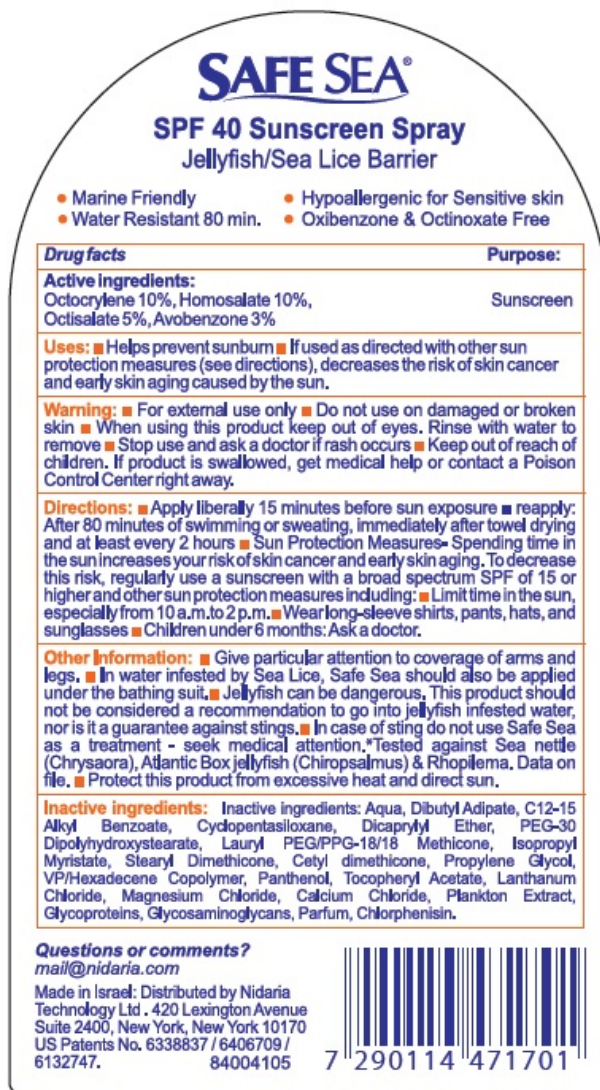 SAFE SEA®
SPF 40 Sunscreen Spray
Jellyfish/Sea Lice Barrier
• Marine Friendly • Hypoallergenic for Sensitive skin
• Water Resistant 80 min. • Oxibenzone & Octinoxate Free
Drug facts Purpose:
Active ingredients:
Octocrylene 10%, Homosalate 10%, Sunscreen
Octisalate 5%, Avobenzone 3%
Uses: ■ Helps prevent sunburn ■ If used as directed with other sun
protection measures (see directions), decreases the risk of skin cancer
and early skin aging caused by the sun.
Warning: ■ For external use only ■ Do not use on damaged or broken
skin ■ When using this product keep out of eyes. Rinse with water to
remove ■ Stop use and ask a doctor if rash occurs ■ Keep out of reach of
children. If product is swallowed, get medical help or contact a Poison
Control Center right away.
Directions: ■ Apply liberally 15 minutes before sun exposure ■ reapply:
After 80 minutes of swimming or sweating, immediately after towel drying
and at least every 2 hours ■ Sun Protection Measures- Spending time in
the sun increases your risk of skin cancer and early skin aging. To decrease
this risk, regularly use a sunscreen with a broad spectrum SPF of 15 or
higher and other sun protection measures including: ■ Limit time in the sun,
especially from 10 a.m.to 2 p.m. ■ Wear long-sleeve shirts, pants, hats, and
sunglasses ■ Children under 6 months: Ask a doctor.
Other Information: ■ Give particular attention to coverage of arms and
legs. ■ In water infested by Sea Lice, Safe Sea should also be applied
under the bathing suit. ■ Jellyfish can be dangerous. This product should
not be considered a recommendation to go into jellyfish infested water,
nor is it a guarantee against stings. ■ In case of sting do not use Safe Sea
as a treatment - seek medical attention.*Tested against Sea nettle
(Chrysaora), Atlantic Box jellyfish (Chiropsalmus) & Rhopilema. Data on
file. ■ Protect this product from excessive heat and direct sun.
Inactive ingredients: Inactive ingredients: Aqua, Dibutyl Adipate, C12-15
Alkyl Benzoate, Cyclopentasiloxane, Dicaprylyl Ether, PEG-30
Dipolyhydroxystearate, Lauryl PEG/PPG-18/18 Methicone, Isopropyl
Myristate, Stearyl Dimethicone, Cetyl dimethicone, Propylene Glycol,
VP/Hexadecene Copolymer, Panthenol, Tocopheryl Acetate, Lanthanum
Chloride, Magnesium Chloride, Calcium Chloride, Plankton Extract,
Glycoproteins, Glycosaminoglycans, Parfum, Chlorphenisin.
Questions or comments?
mail@nidaria.com
Made in Israel: Distributed by Nidaria
Technology Ltd . 420 Lexington Avenue
Suite 2400, New York, New York 10170
US Patents No. 6338837 / 6406709 /
6132747. 84004105
7 290114 471701